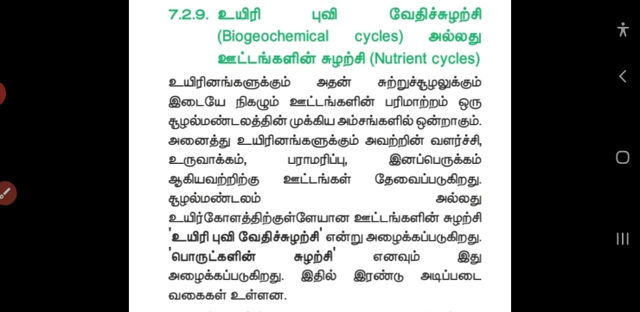 7.2.9. உயிரி புவி வேதிச்சுழற்சி
(Biogeochemical cycles) அல்லது
ஊட்டங்களின் சுழற்சி (Nutrient cycles)
உயிரினங்களுக்கும் அதன் சுற்றுச்சூழலுக்கும்
இடையே நிகழும் ஊட்டங்களின் பரிமாற்றம் ஒரு
சூழல்மண்டலத்தின் முக்கிய அம்சங்களில் ஒன்றாகும்.
அனைத்து உயிரினங்களுக்கும் அவற்றின் வளர்ச்சி,
உருவாக்கம், பராமரிப்பு, இனப்பெருக்கம்
ஆகியவற்றிற்கு ஊட்டங்கள் தேவைப்படுகிறது.
சூழல்மண்டலம் அல்லது
உயிர்கோளத்திற்குள்ளேயான ஊட்டங்களின் சுழற்சி
'உயிரி புவி வேதிச்சுழற்சி' என்று அழைக்கப்படுகிறது.
'பொருட்களின் சுழற்சி' எனவும் இது
அழைக்கப்படுகிறது. இதில் இரண்டு அடிப்படை
வகைகள் உள்ளன.